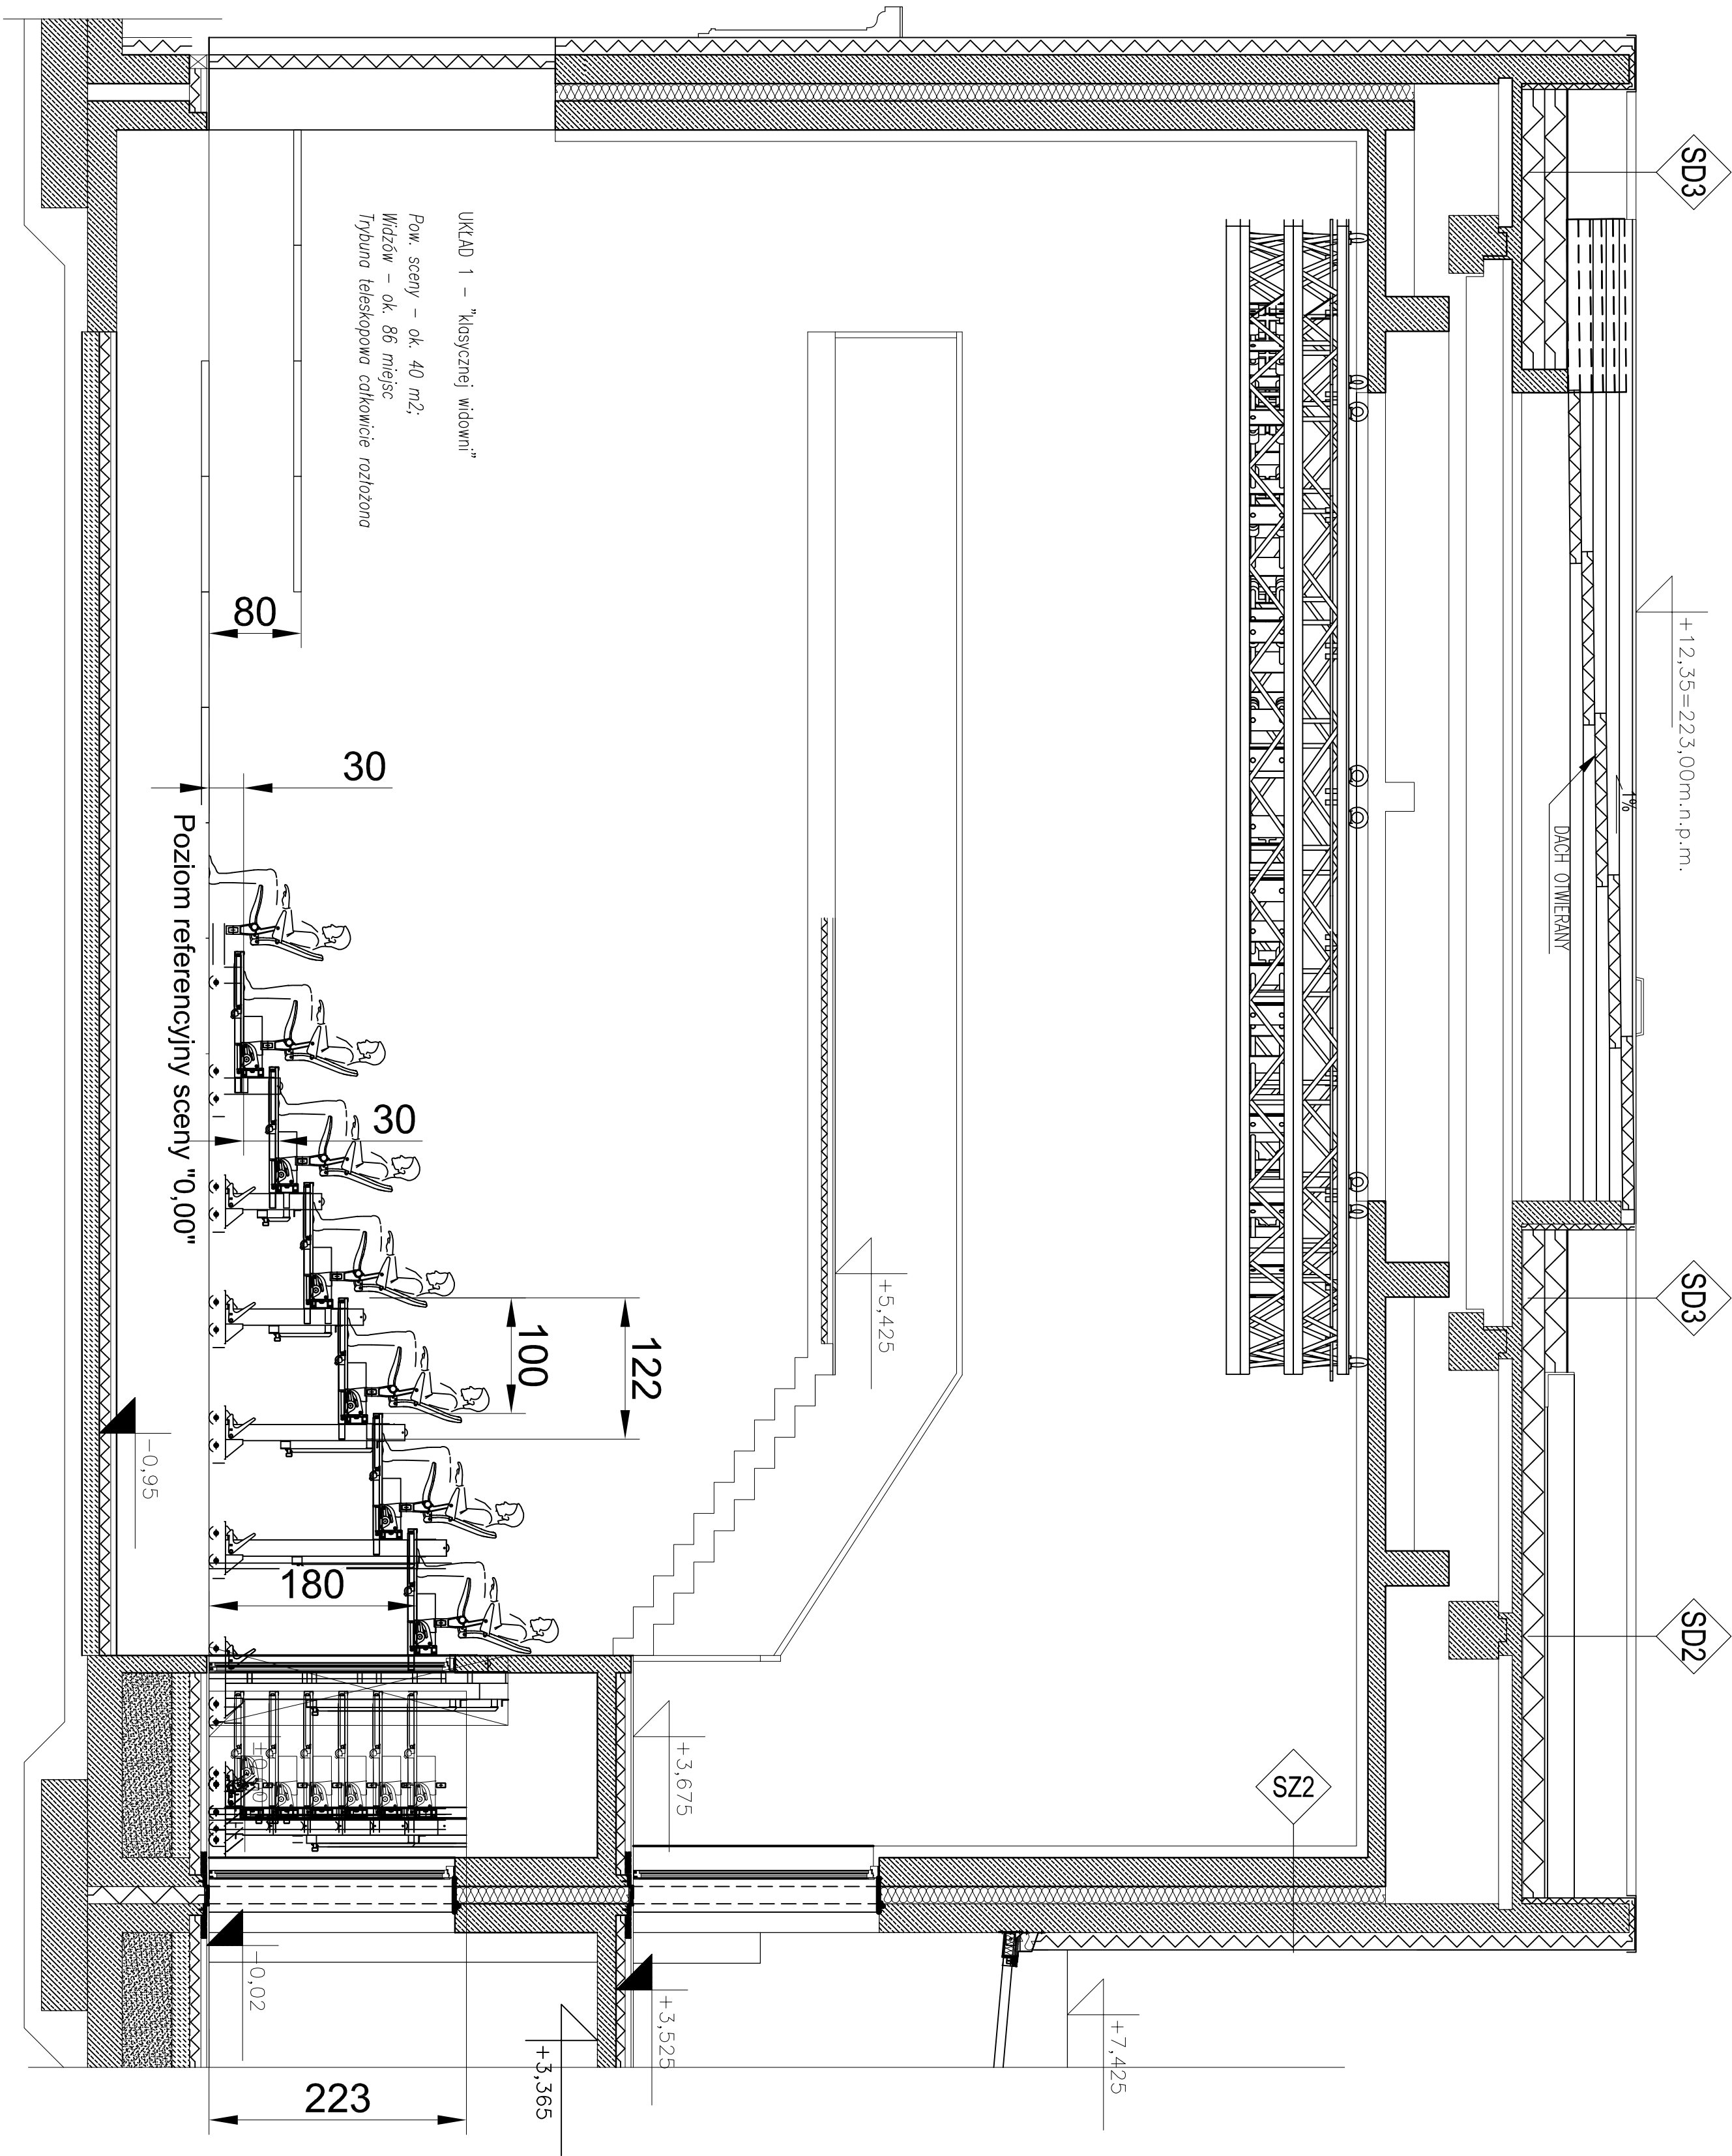 SD3
SD3
SD2
+12,35=223,00m.n.p.m.
1%
DACH OTWIERANY
SZ2
UKŁAD 1 - "klasycznej widowni"
Pow. sceny - ok. 40 m2;
Widzów - ok. 86 miejsc
Trybuna teleskopowa całkowicie rozłożona
+5,425
+7,425
+3,675
+3,525
+3,365
122
100
80
30
30
180
223
Poziom referencyjny sceny "0,00"
±0,00
-0,02
-0,95